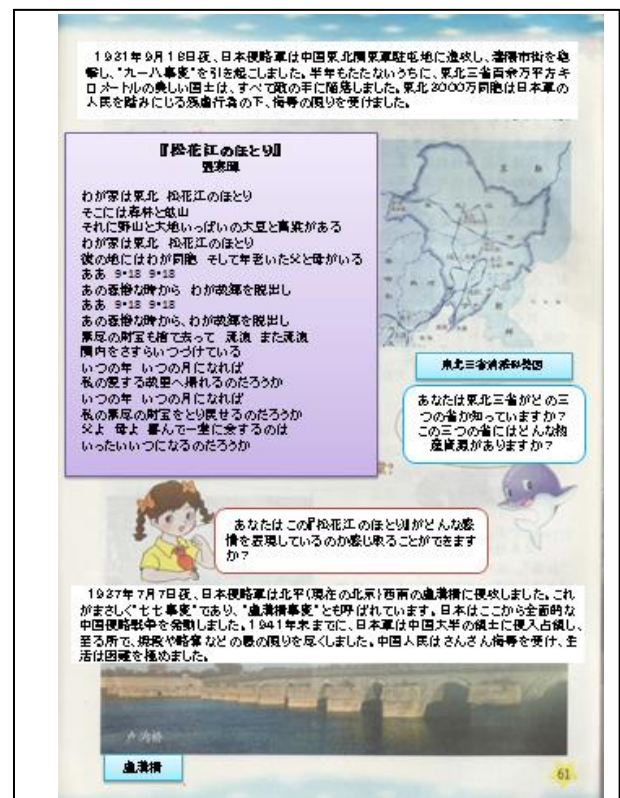 1931年9月18日夜、日本侵略軍は中国東北関東軍駐屯地に進攻し、瀋陽市街を砲
撃し、"九一八事変"を引き起こしました。半年もたたないうちに、東北三省百余万平方キ
ロメートルの美しい国土は、すべて敵の手に陥落しました。東北3000万同胞は日本軍の
人民を踏みにじる残虐行為の下、侮辱の限りを受けました。
『松花江のほとり』
張寒暉
わが家は東北 松花江のほとり
そこには森林と鉱山
それに野山と大地いっぱいの大豆と高粱がある
わが家は東北 松花江のほとり
彼の地にはわが同胞 そして年老いた父と母がいる
ああ 9・18 9・18
あの悲惨な時から わが故郷を脱出し
ああ 9・18 9・18
あの悲惨な時から、わが故郷を脱出し
無尽の財宝も捨て去って 流浪 また流浪
関内をさすらいつづけている
いつの年 いつの月になれば
私の愛する故里へ帰れるのだろうか
いつの年 いつの月になれば
私の無尽の財宝をとり戻せるのだろうか
父よ 母よ 喜んで一堂に会するのは
いったいいつになるのだろうか
東北三省
あなたは東北三省がどの三
つの省か知っていますか?
この三つの省にはどんな物
産資源がありますか?
あなたはこの『松花江のほとり』がどんな感
情を表現しているのか感じ取ることができます
か?
1937年7月7日夜、日本侵略軍は北平(現在の北京)西南の盧溝橋に侵攻しました。これ
がまさしく"七七事変"であり、"盧溝橋事変"とも呼ばれています。日本はここから全面的な
中国侵略戦争を発動しました。1941年末までに、日本軍は中国大半の領土に侵入占領し、
至る所で、焼殺や略奪などの悪の限りを尽くしました。中国人民はさんざん侮辱を受け、生
活は困難を極めました。
卢沟桥
盧溝橋
61